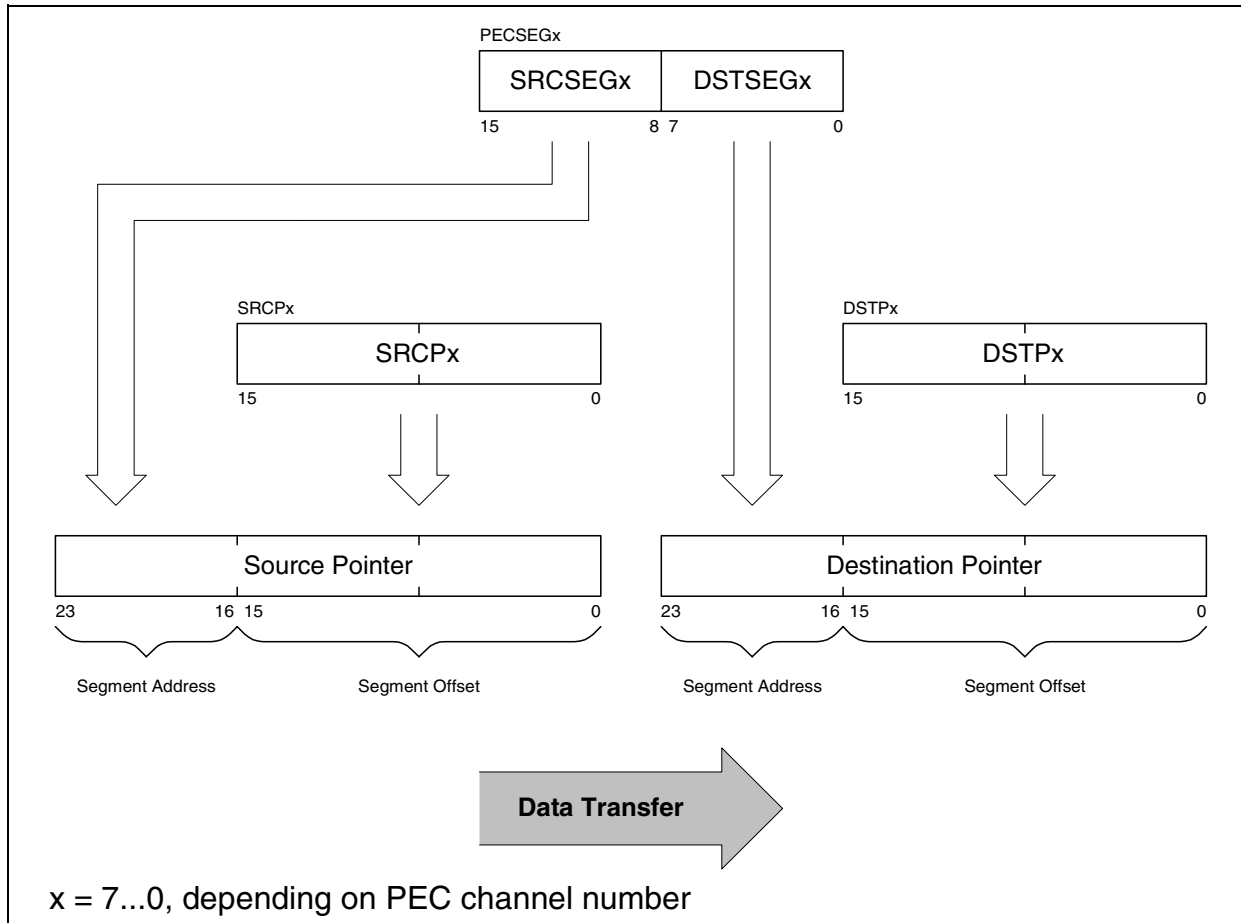 PECSEGx
SRCSEGx DSTSEGx
15 8 7 0
SRCPx DSTPx
SRCPx DSTPx
15 0 15 0
Source Pointer Destination Pointer
23 16 15 0 23 16 15 0
Segment Address Segment Offset Segment Address Segment Offset
Data Transfer
x = 7...0, depending on PEC channel number